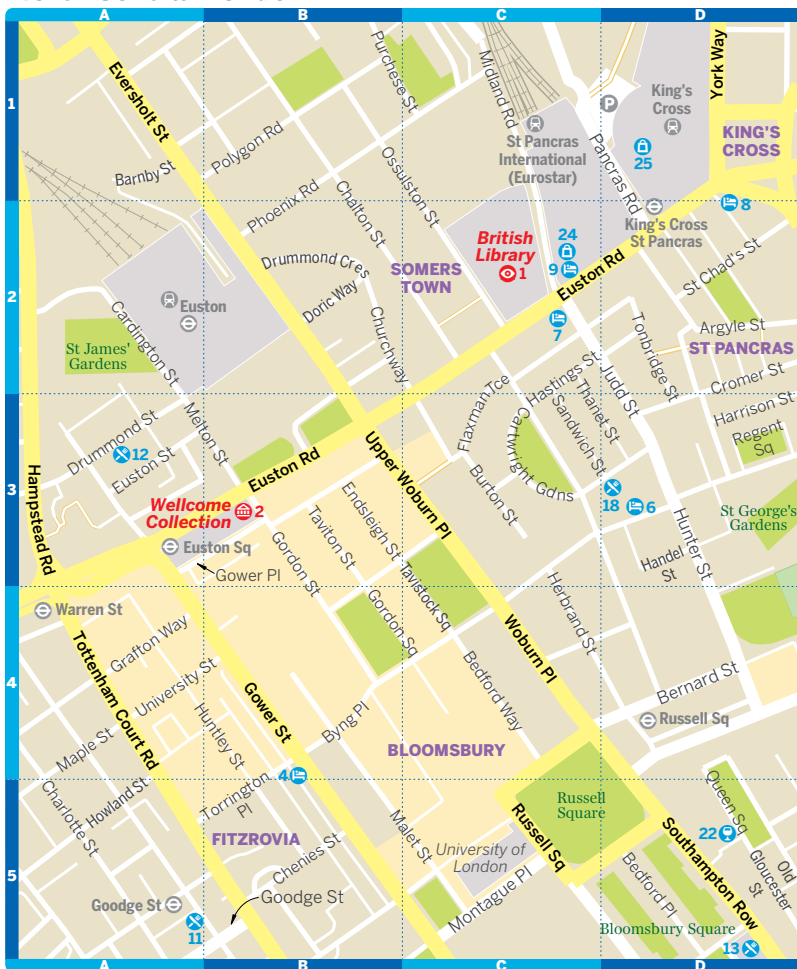 A
B
C
D
1
2
3
4
5
Eversholt St
Barnby St
Polygon Rd
Phoenix Rd
Purchese St
Ossulston St
Chalton St
Midland Rd
St Pancras
International
(Eurostar)
P
Pancras Rd
King's
Cross
25
York Way
KING'S
CROSS
8
King's Cross
St Pancras
24
British
Library
1
9
7
Euston Rd
St Chad's St
Argyle St
ST PANCRAS
SOMERS
TOWN
Drummond Cres
Doric Way
Churchway
Euston
Cardington St
St James'
Gardens
Melton St
Drummond St
12
Euston St
Hampstead Rd
Wellcome
Collection
2
Euston Rd
Euston Sq
Gower Pl
Upper Woburn Pl
Endsleigh St
Taviton St
Gordon St
Tavistock Sq
Gordon Sq
Flaxman Tce
Cartwright Gdns
Burton St
Hastings St
Thanet St
Sandwich St
Judd St
Tonbridge St
Cromer St
Harrison St
Regent
Sq
18
6
St George's
Gardens
Handel
St
Hunter St
Herbrand St
Woburn Pl
Warren St
Grafton Way
University St
Tottenham Court Rd
Maple St
Huntley St
Gower St
Byng Pl
Bedford Way
BLOOMSBURY
Bernard St
Russell Sq
Howland St
Charlotte St
Torrington
Pl
4
FITZROVIA
Chenies St
Malet St
University of
London
Russell Sq
Russell
Square
Montague Pl
Queen Sq
22
Old
Gloucester
St
Southampton Row
Bedford Pl
Bloomsbury Square
13
Goodge St
Goodge St
11
A
B
C
D